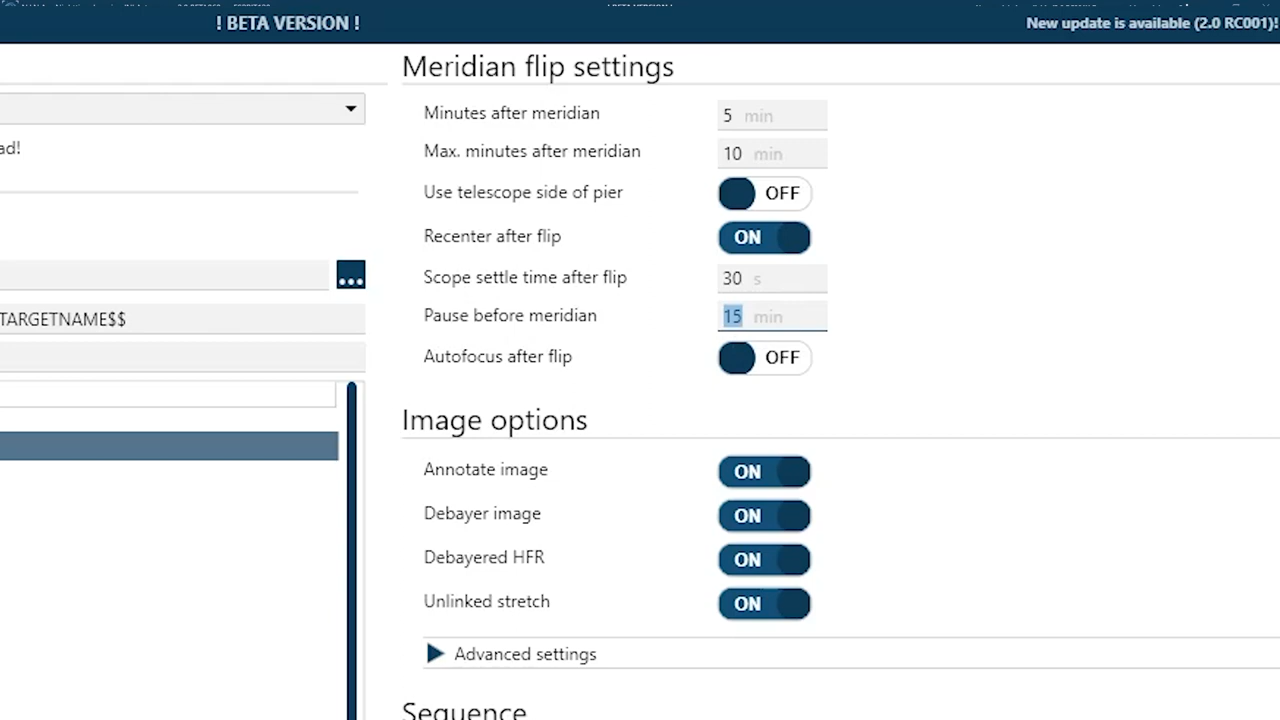 ! BETA VERSION !
New update is available (2.0 RC001)!
ad!
TARGETNAME$$
Meridian flip settings
Minutes after meridian 5 min
Max. minutes after meridian 10 min
Use telescope side of pier OFF
Recenter after flip ON
Scope settle time after flip 30 s
Pause before meridian 15 min
Autofocus after flip OFF
Image options
Annotate image ON
Debayer image ON
Debayered HFR ON
Unlinked stretch ON
Advanced settings
Sequence